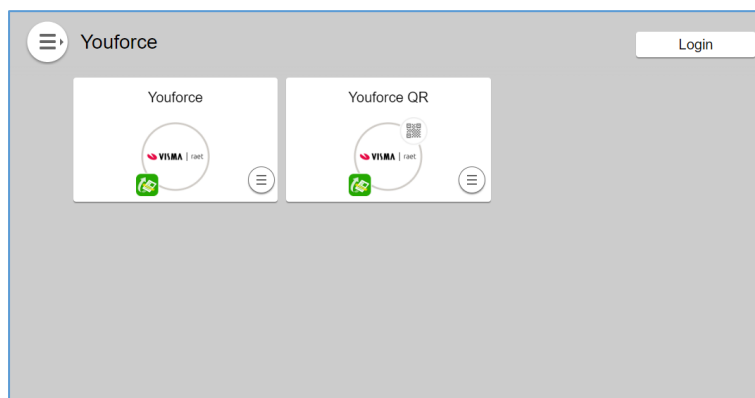 Youforce
Login
Youforce
VISMA | raet
Youforce QR
VISMA | raet